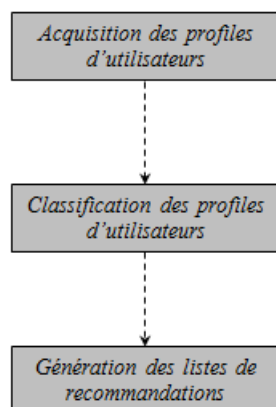 Acquisition des profiles
d'utilisateurs
Classification des profiles
d'utilisateurs
Génération des listes de
recommandations